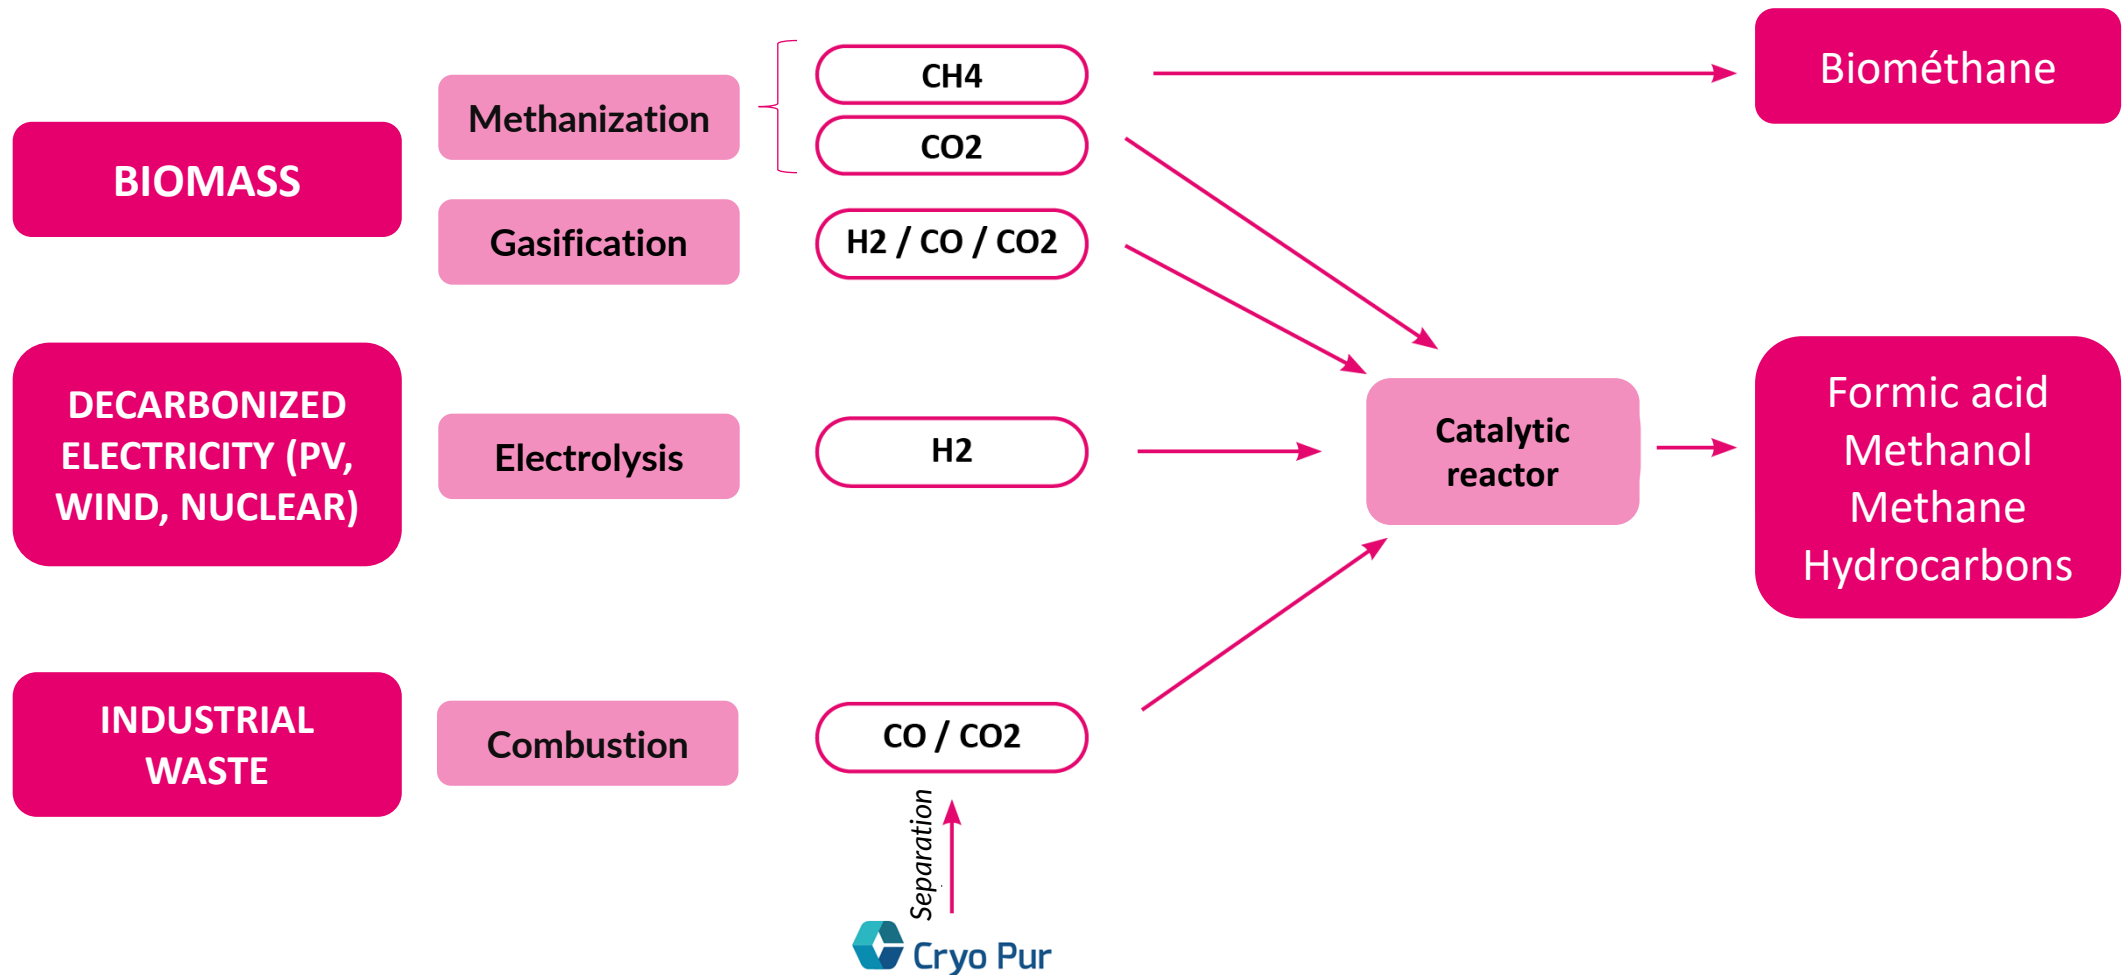 BIOMASS
Methanization
Gasification
CH4
CO2
H2 / CO / CO2
Biométhane
DECARBONIZED
ELECTRICITY (PV,
WIND, NUCLEAR)
Electrolysis
H2
Catalytic
reactor
Formic acid
Methanol
Methane
Hydrocarbons
INDUSTRIAL
WASTE
Combustion
CO / CO2
Separation
Cryo Pur